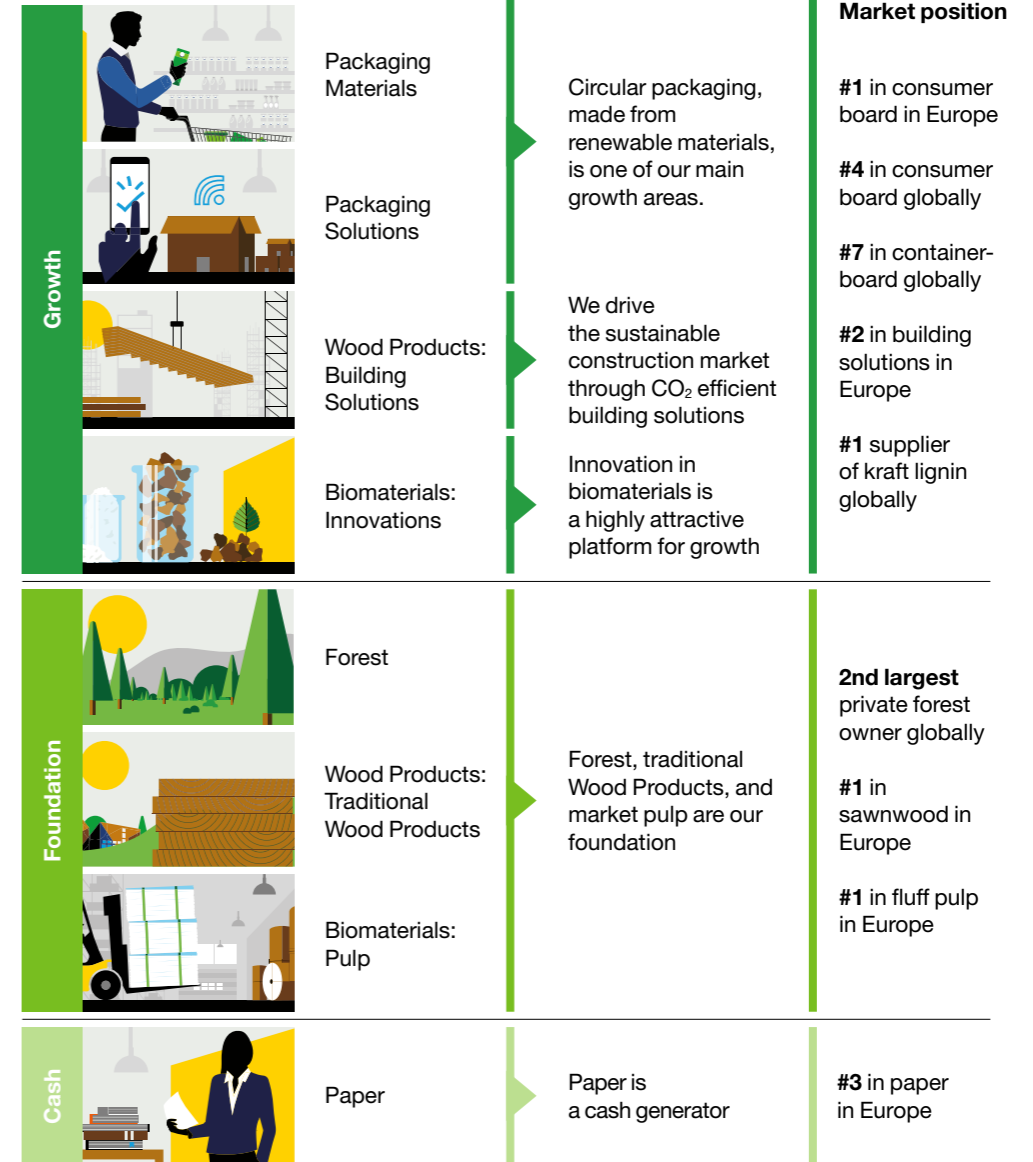 Market position
Growth
Packaging
Materials
Packaging
Solutions
Circular packaging,
made from
renewable materials,
is one of our main
growth areas.
#1 in consumer
board in Europe
#4 in consumer
board globally
#7 in container-
board globally
Wood Products:
Building
Solutions
We drive
the sustainable
construction market
through CO₂ efficient
building solutions
#2 in building
solutions in
Europe
Biomaterials:
Innovations
Innovation in
biomaterials is
a highly attractive
platform for growth
#1 supplier
of kraft lignin
globally
Foundation
Forest
Wood Products:
Traditional
Wood Products
Biomaterials:
Pulp
Forest, traditional
Wood Products, and
market pulp are our
foundation
2nd largest
private forest
owner globally
#1 in
sawnwood in
Europe
#1 in fluff pulp
in Europe
Cash
Paper
Paper is
a cash generator
#3 in paper
in Europe